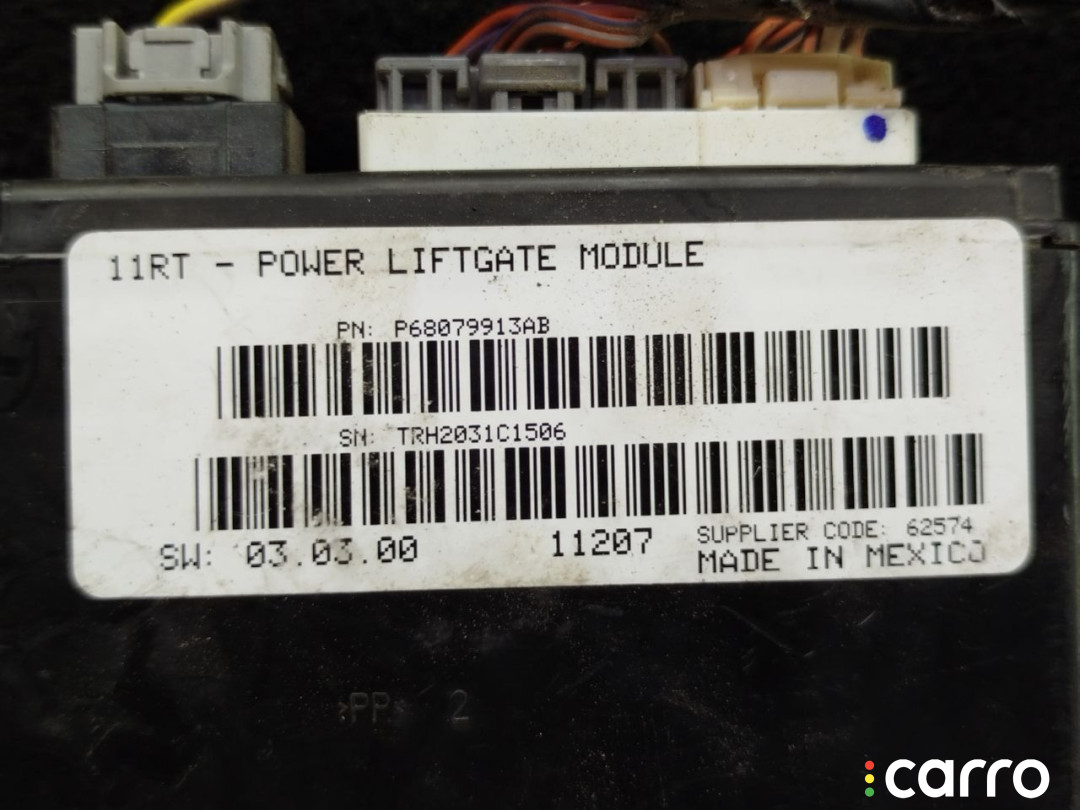 11RT - POWER LIFTGATE MODULE
PN: P68079913AB
SN: TRH2031C1506
SW: 03.03.00
11207
SUPPLIER CODE: 62574
MADE IN MEXICO
>PP< 2
carro